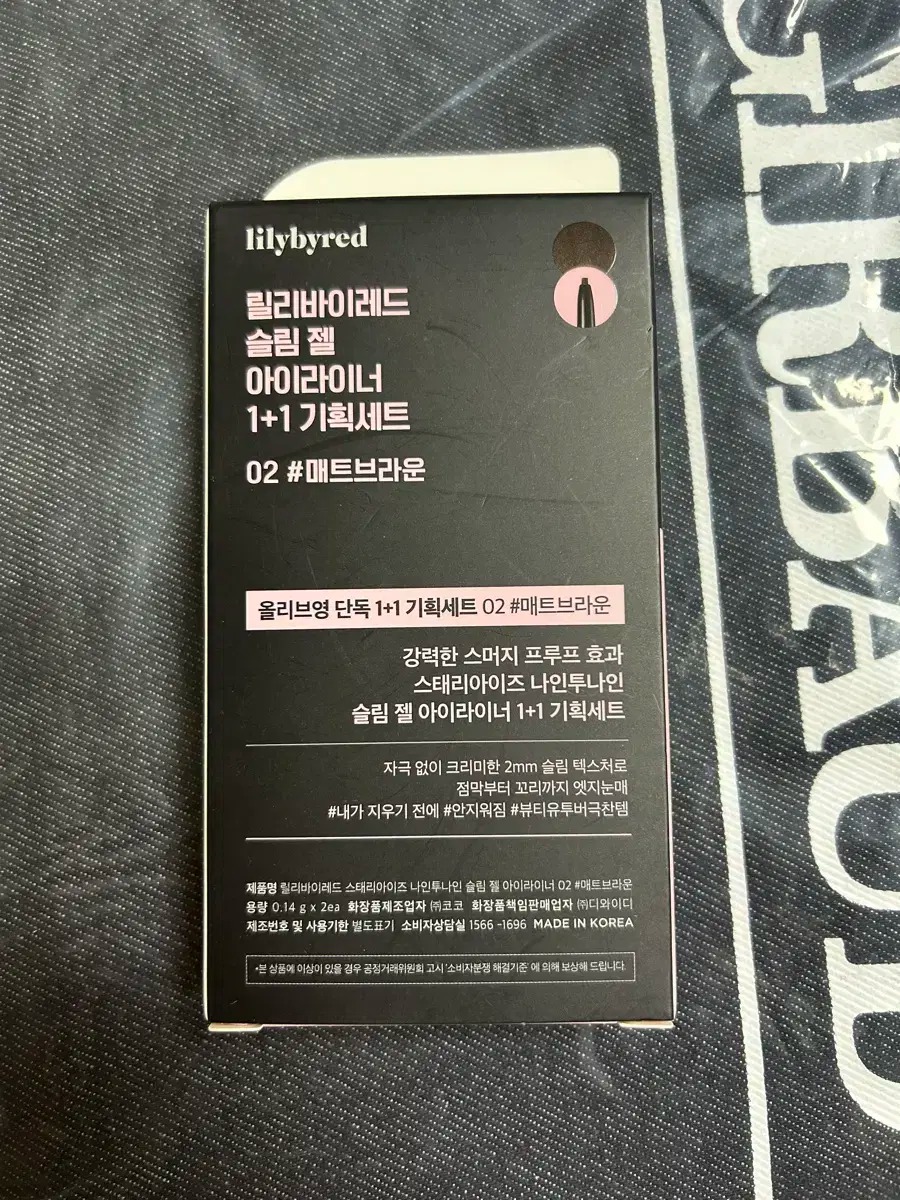 lilybyred
릴리바이레드
슬림 젤
아이라이너
1+1 기획세트
02 #매트브라운
올리브영 단독 1+1 기획세트 02 #매트브라운
강력한 스머지 프루프 효과
스태리아이즈 나인투나인
슬림 젤 아이라이너 1+1 기획세트
자극 없이 크리미한 2mm 슬림 텍스처로
점막부터 꼬리까지 엣지눈매
#내가 지우기 전에 #안지워짐 #뷰티유투버극찬템
제품명 릴리바이레드 스태리아이즈 나인투나인 슬림 젤 아이라이너 02 #매트브라운
용량 0.14 g x 2ea 화장품제조업자 ㈜코코 화장품책임판매업자 ㈜디와이디
제조번호 및 사용기한 별도표기 소비자상담실 1566 -1696 MADE IN KOREA
*본 상품에 이상이 있을 경우 공정거래위원회 고시 '소비자분쟁 해결기준' 에 의해 보상해 드립니다.